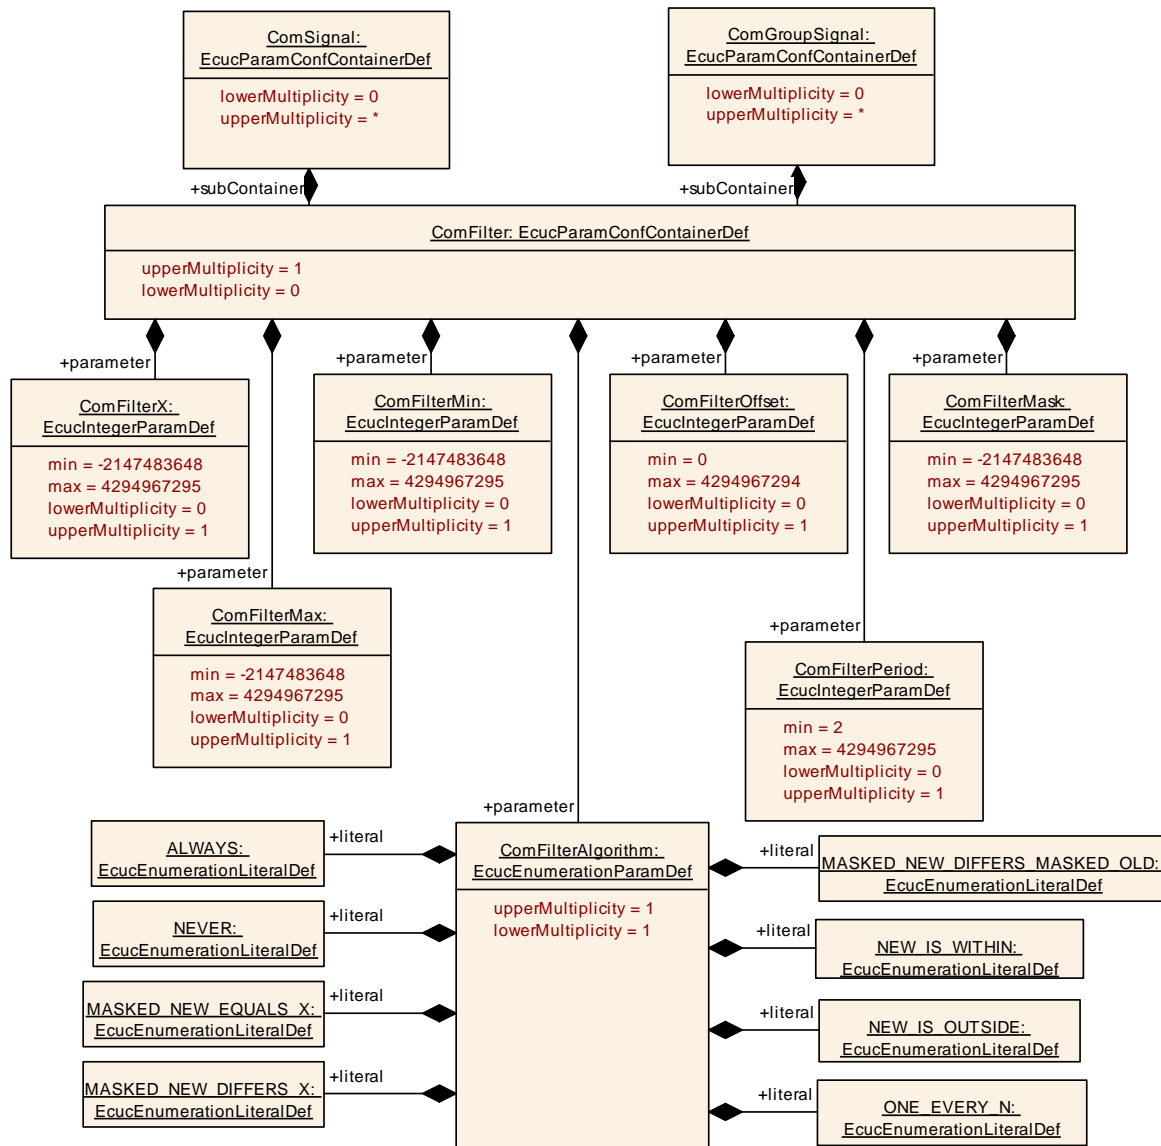 ComSignal:
EcucParamConfContainerDef
lowerMultiplicity = 0
upperMultiplicity = *
ComGroupSignal:
EcucParamConfContainerDef
lowerMultiplicity = 0
upperMultiplicity = *
+subContainer
+subContainer
ComFilter: EcucParamConfContainerDef
upperMultiplicity = 1
lowerMultiplicity = 0
+parameter
+parameter
+parameter
+parameter
ComFilterX:
EcucIntegerParamDef
min = -2147483648
max = 4294967295
lowerMultiplicity = 0
upperMultiplicity = 1
ComFilterMin:
EcucIntegerParamDef
min = -2147483648
max = 4294967295
lowerMultiplicity = 0
upperMultiplicity = 1
ComFilterOffset:
EcucIntegerParamDef
min = 0
max = 4294967294
lowerMultiplicity = 0
upperMultiplicity = 1
ComFilterMask:
EcucIntegerParamDef
min = -2147483648
max = 4294967295
lowerMultiplicity = 0
upperMultiplicity = 1
+parameter
ComFilterMax:
EcucIntegerParamDef
min = -2147483648
max = 4294967295
lowerMultiplicity = 0
upperMultiplicity = 1
+parameter
ComFilterPeriod:
EcucIntegerParamDef
min = 2
max = 4294967295
lowerMultiplicity = 0
upperMultiplicity = 1
+parameter
ComFilterAlgorithm:
EcucEnumerationParamDef
upperMultiplicity = 1
lowerMultiplicity = 1
+literal
ALWAYS:
EcucEnumerationLiteralDef
+literal
NEVER:
EcucEnumerationLiteralDef
+literal
MASKED_NEW_EQUALS_X:
EcucEnumerationLiteralDef
+literal
MASKED_NEW_DIFFERS_X:
EcucEnumerationLiteralDef
+literal
MASKED_NEW_DIFFERS_MASKED_OLD:
EcucEnumerationLiteralDef
+literal
NEW_IS_WITHIN:
EcucEnumerationLiteralDef
+literal
NEW_IS_OUTSIDE:
EcucEnumerationLiteralDef
+literal
ONE_EVERY_N:
EcucEnumerationLiteralDef